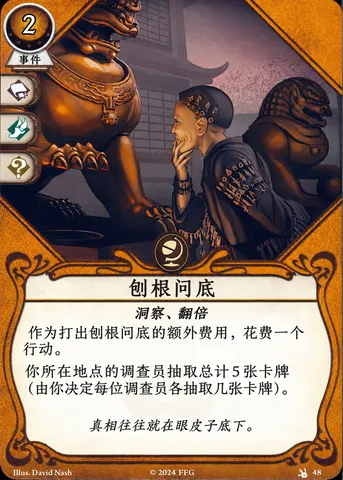 2
事件
刨根问底
洞察、翻倍
作为打出刨根问底的额外费用，花费一个
行动。
你所在地点的调查员抽取总计5张卡牌
（由你决定每位调查员各抽取几张卡牌）。
真相往往就在眼皮子底下。
Illus. David Nash
© 2024 FFG
48